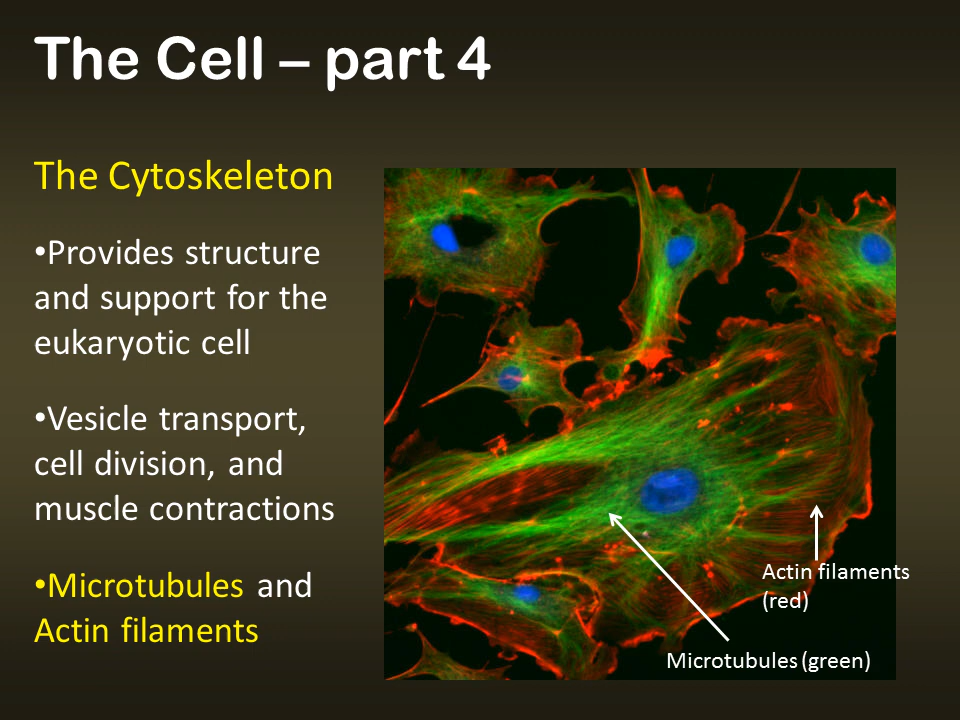 The Cell – part 4
The Cytoskeleton
•Provides structure
and support for the
eukaryotic cell
•Vesicle transport,
cell division, and
muscle contractions
•Microtubules and
Actin filaments
Actin filaments
(red)
Microtubules (green)